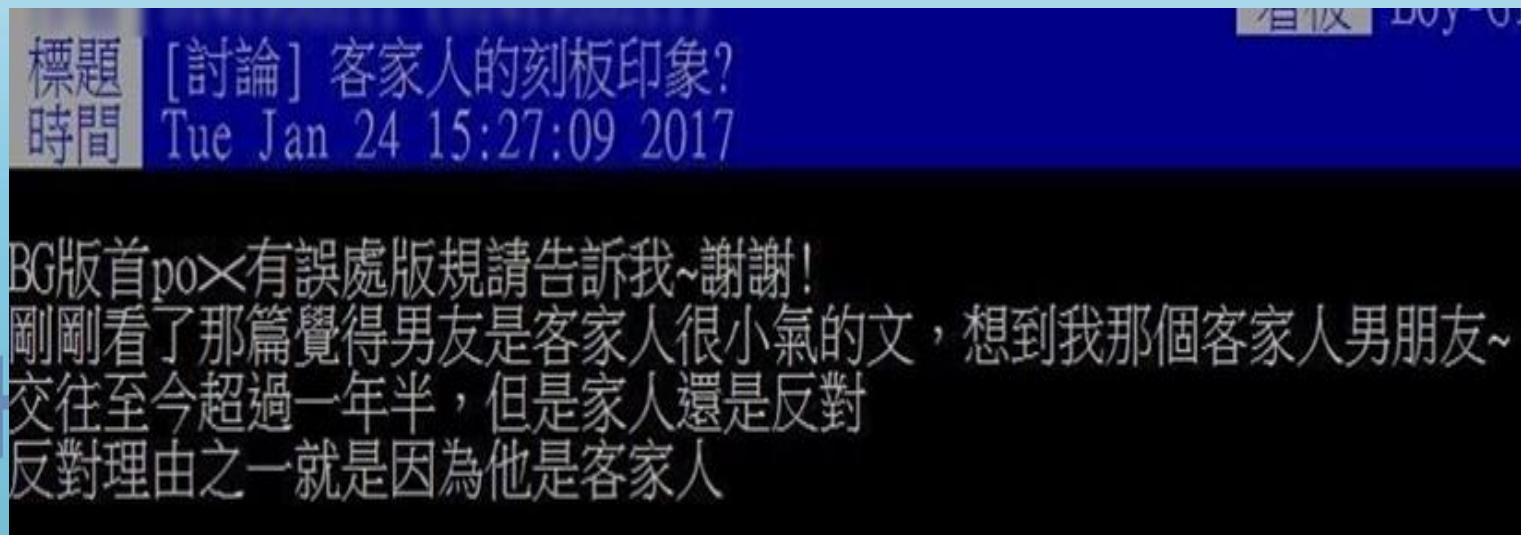 看板 Boy-Gi
標題 [討論] 客家人的刻板印象?
時間 Tue Jan 24 15:27:09 2017
BG版首po×有誤處版規請告訴我~謝謝!
剛剛看了那篇覺得男友是客家人很小氣的文，想到我那個客家人男朋友~
交往至今超過一年半，但是家人還是反對
反對理由之一就是因為他是客家人